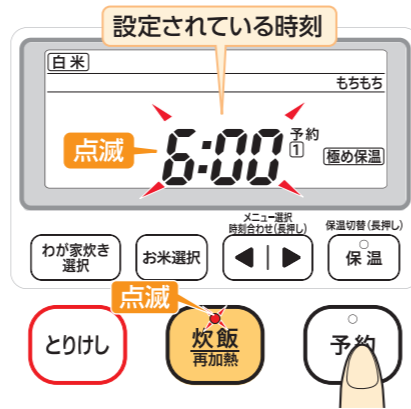 設定されている時刻
白米
もちもち
点滅
6:00
予約
1
極め保温
メニュー選択
時刻合わせ(長押し)
保温切替(長押し)
わが家炊き
選択
お米選択
◀ | ▶
保温
点滅
とりけし
炊飯
再加熱
予約